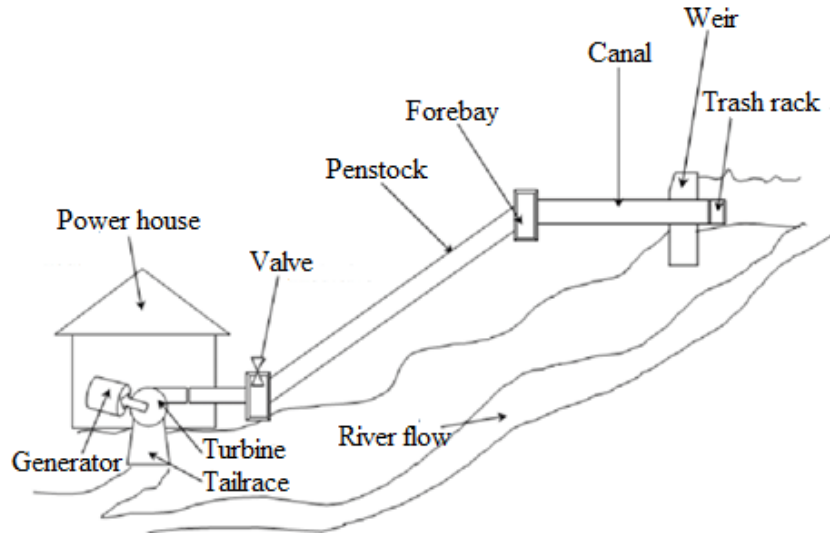 Weir
Canal
Trash rack
Forebay
Penstock
Power house
Valve
River flow
Turbine
Generator
Tailrace